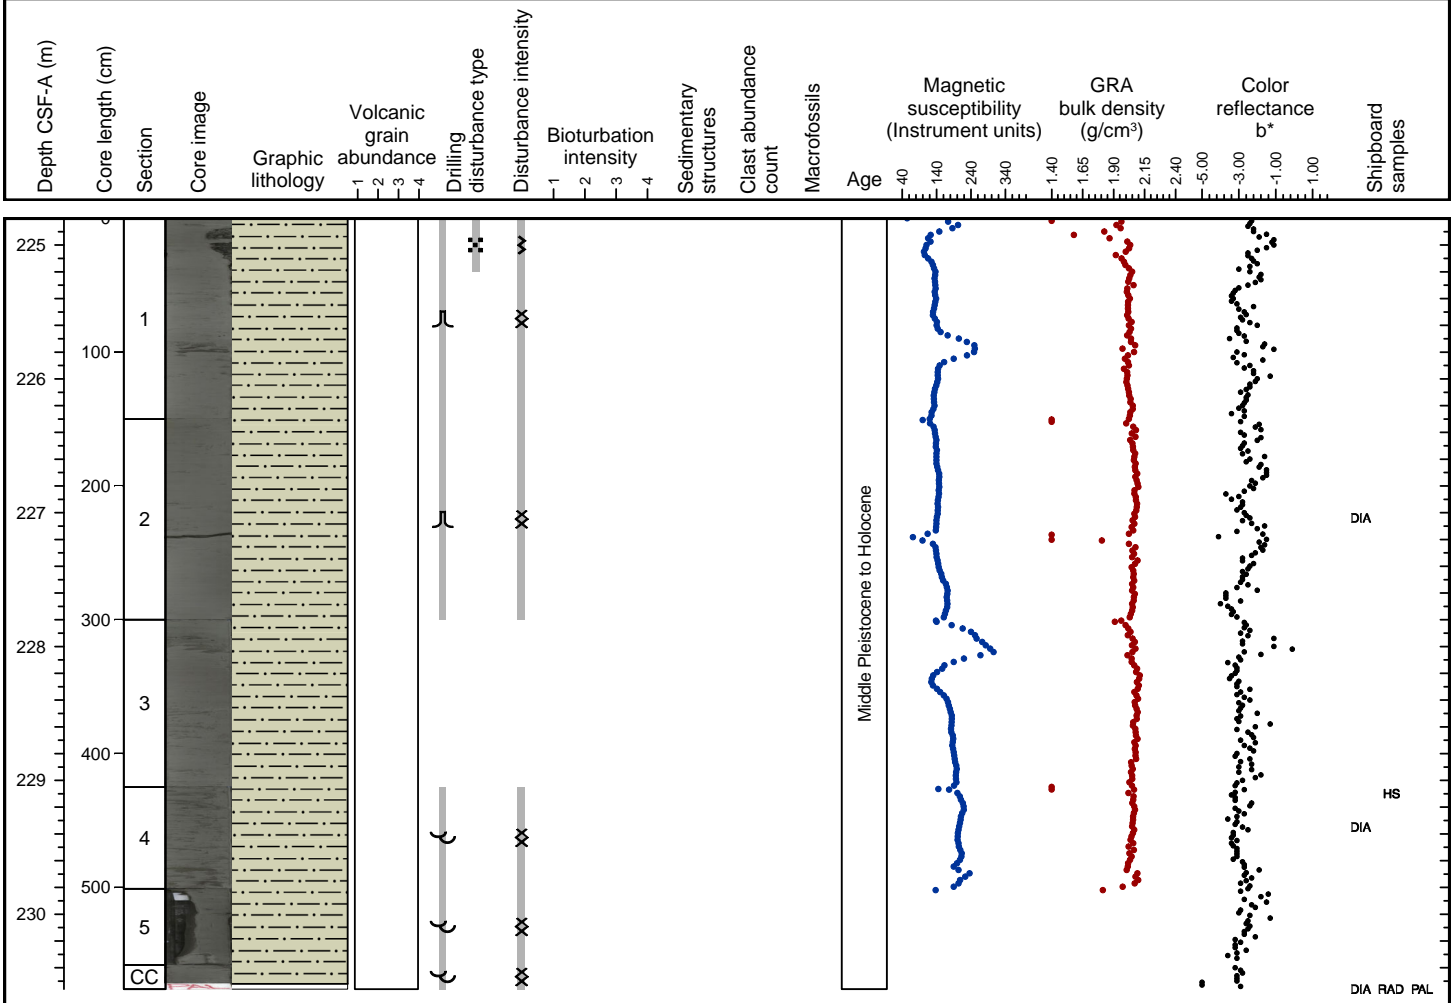 Depth CSF-A (m)
Core length (cm)
Section
Core image
Graphic
lithology
Volcanic
grain
abundance
1 2 3 4
Drilling
disturbance type
Disturbance intensity
Bioturbation
intensity
1 2 3 4
Sedimentary
structures
Clast abundance
count
Macrofossils
Age
Magnetic
susceptibility
(Instrument units)
40 140 240 340
GRA
bulk density
(g/cm³)
1.40 1.65 1.90 2.15 2.40
Color
reflectance
b*
-5.00 -3.00 -1.00 1.00
Shipboard
samples
225
226
227
228
229
230
0
100
200
300
400
500
1
2
3
4
5
CC
Middle Pleistocene to Holocene
DIA
HS
DIA
DIA RAD PAL